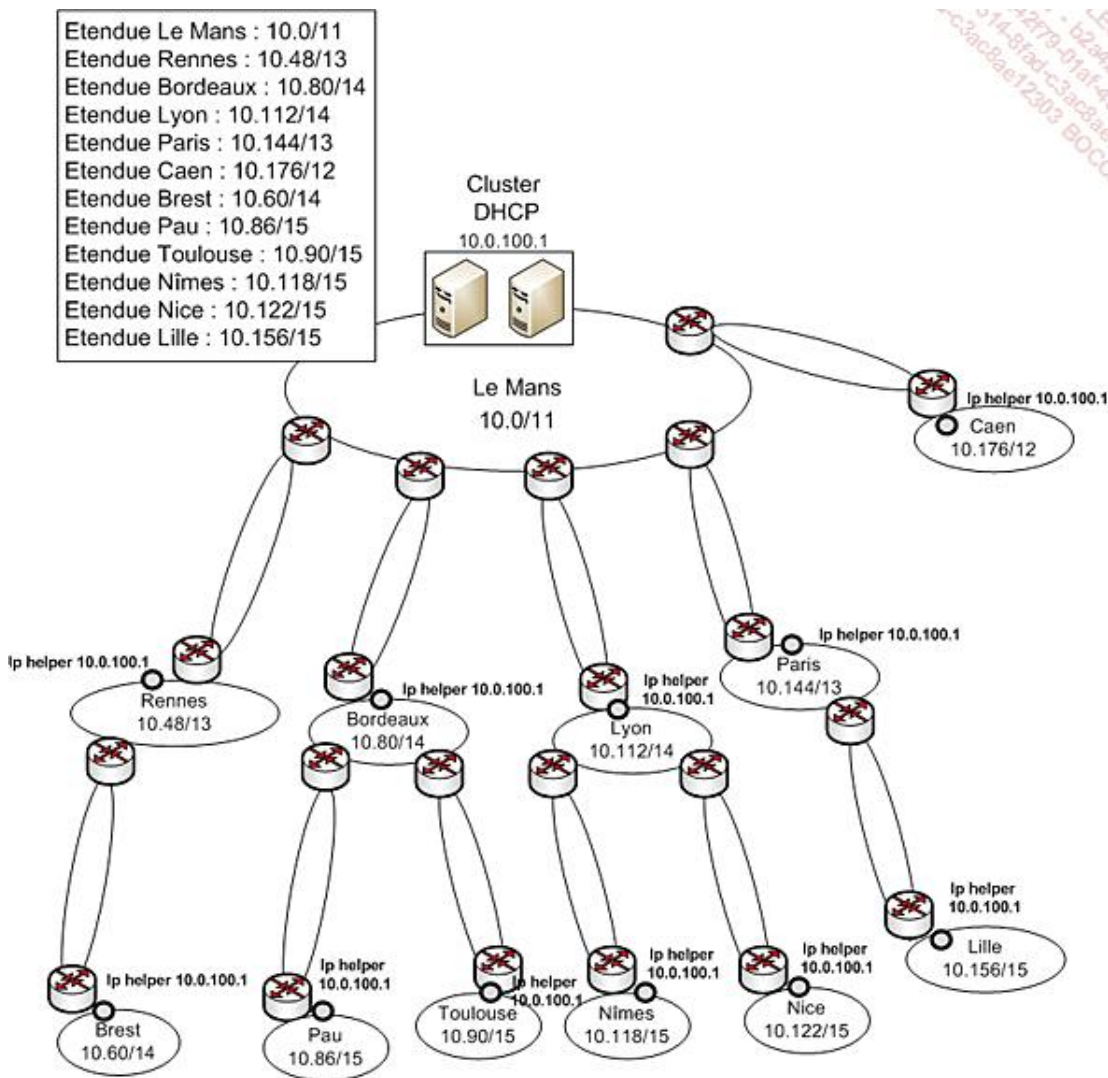 Etendue Le Mans : 10.0/11
Etendue Rennes : 10.48/13
Etendue Bordeaux : 10.80/14
Etendue Lyon : 10.112/14
Etendue Paris : 10.144/13
Etendue Caen : 10.176/12
Etendue Brest : 10.60/14
Etendue Pau : 10.86/15
Etendue Toulouse : 10.90/15
Etendue Nîmes : 10.118/15
Etendue Nice : 10.122/15
Etendue Lille : 10.156/15
Cluster
DHCP
10.0.100.1
Le Mans
10.0/11
Ip helper 10.0.100.1
Caen
10.176/12
Ip helper 10.0.100.1
Rennes
10.48/13
Ip helper 10.0.100.1
Bordeaux
10.80/14
Ip helper
10.0.100.1
Lyon
10.112/14
Ip helper 10.0.100.1
Paris
10.144/13
Ip helper 10.0.100.1
Brest
10.60/14
Ip helper
10.0.100.1
Pau
10.86/15
Ip helper
10.0.100.1
Toulouse
10.90/15
Ip helper
10.0.100.1
Nîmes
10.118/15
Ip helper
10.0.100.1
Nice
10.122/15
Ip helper
10.0.100.1
Lille
10.156/15